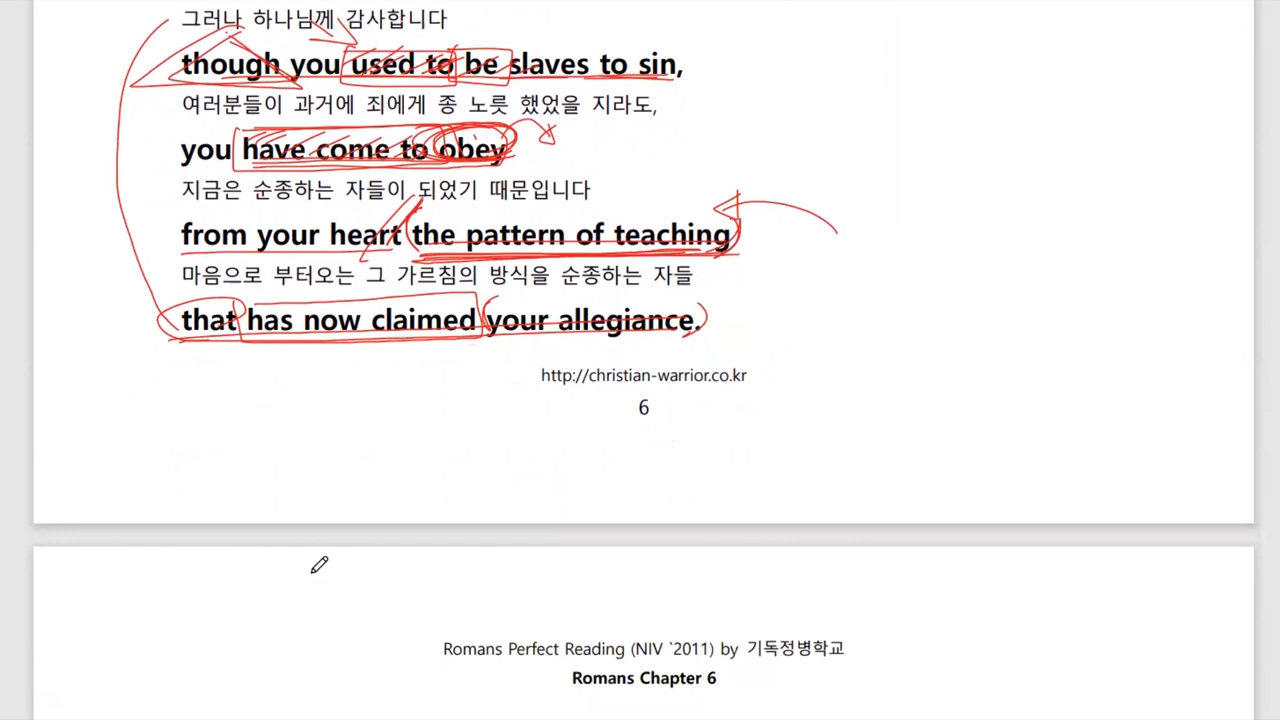 그러나 하나님께 감사합니다
though you used to be slaves to sin,
여러분들이 과거에 죄에게 종 노릇 했었을 지라도,
you have come to obey
지금은 순종하는 자들이 되었기 때문입니다
from your heart the pattern of teaching
마음으로 부터오는 그 가르침의 방식을 순종하는 자들
that has now claimed your allegiance.
http://christian-warrior.co.kr
6
Romans Perfect Reading (NIV `2011) by 기독정병학교
Romans Chapter 6